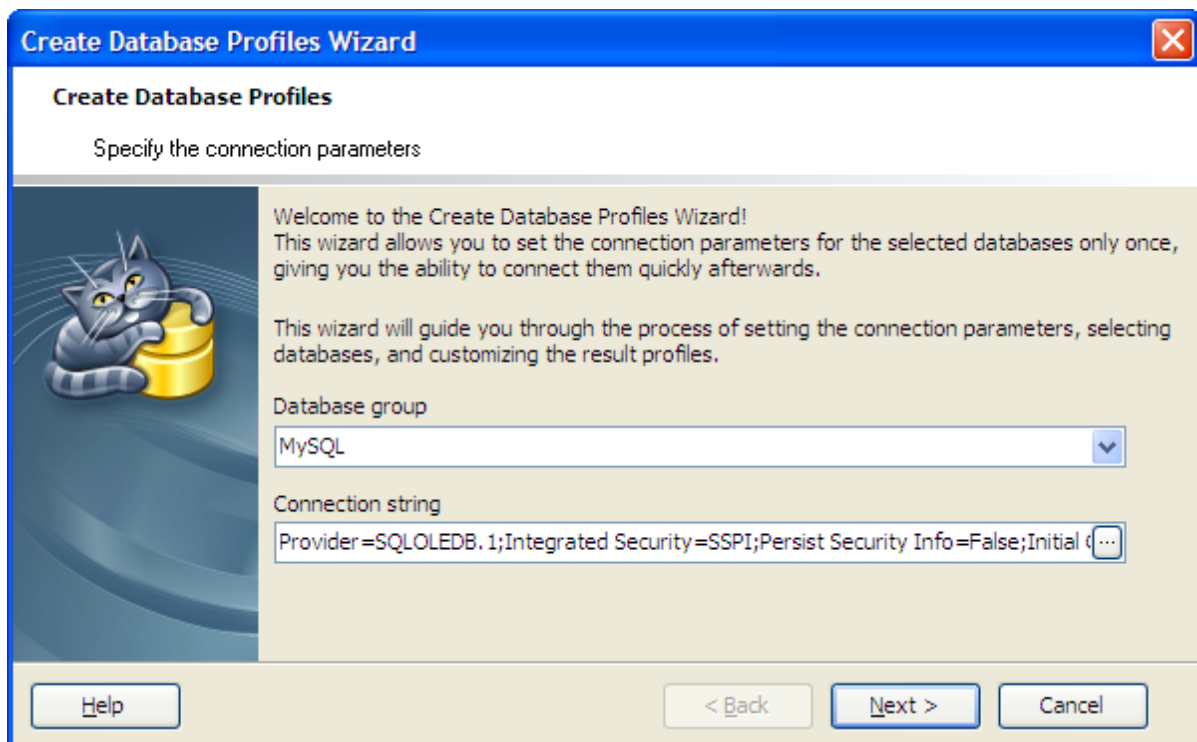 Create Database Profiles Wizard
Create Database Profiles
Specify the connection parameters
Welcome to the Create Database Profiles Wizard!
This wizard allows you to set the connection parameters for the selected databases only once,
giving you the ability to connect them quickly afterwards.
This wizard will guide you through the process of setting the connection parameters, selecting
databases, and customizing the result profiles.
Database group
MySQL
Connection string
Provider=SQLOLEDB.1;Integrated Security=SSPI;Persist Security Info=False;Initial
...
Help
< Back
Next >
Cancel